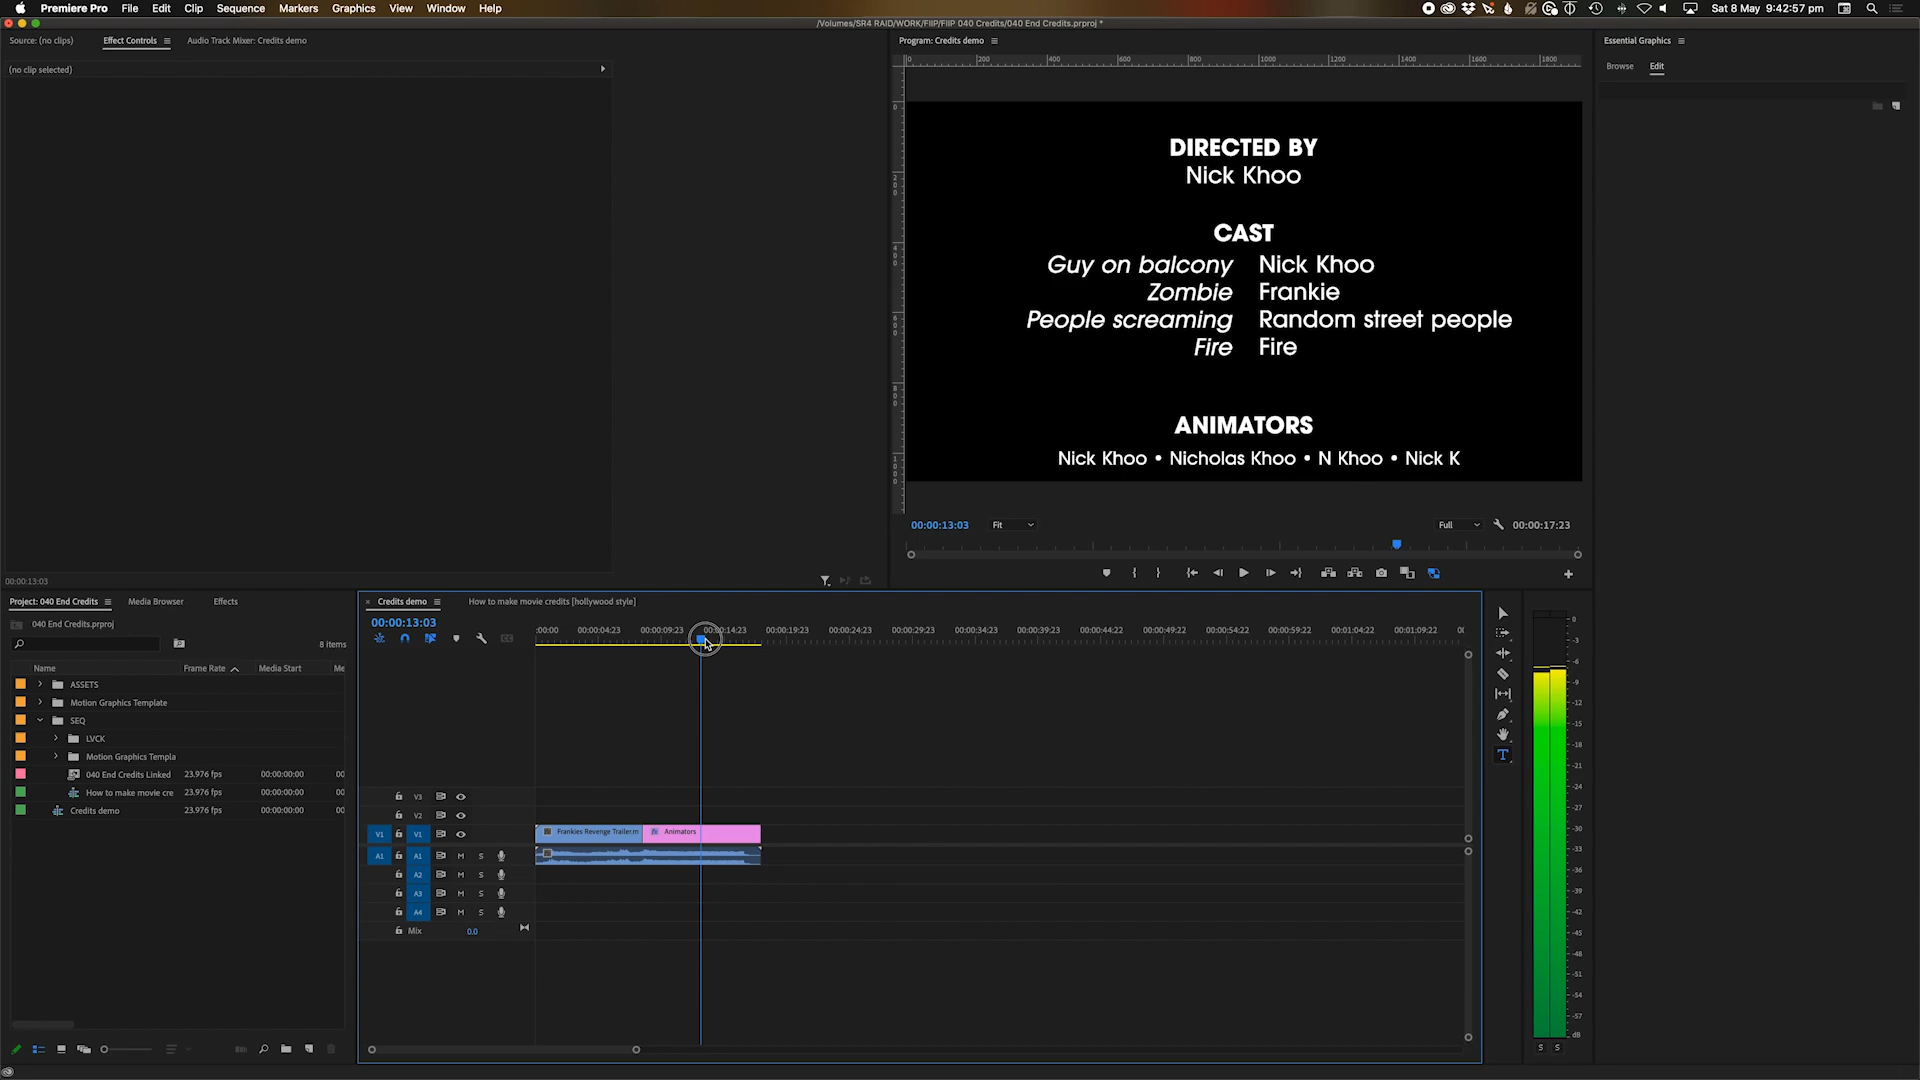 Premiere Pro File Edit Clip Sequence Markers Graphics View Window Help Sat 8 May 9:42:57 pm
/Volumes/SR4 RAID/WORK/FIIP/FIIP 040 Credits/040 End Credits.prproj *
Source: (no clips) Effect Controls Audio Track Mixer: Credits demo
(no clip selected)
00:00:13:03
Program: Credits demo
0 200 400 600 800 1000 1200 1400 1600 1800
DIRECTED BY
Nick Khoo
CAST
Guy on balcony Nick Khoo
Zombie Frankie
People screaming Random street people
Fire Fire
ANIMATORS
Nick Khoo • Nicholas Khoo • N Khoo • Nick K
00:00:13:03 Fit Full 00:00:17:23
Essential Graphics
Browse Edit
Project: 040 End Credits Media Browser Effects
040 End Credits.prproj
8 items
Name Frame Rate Media Start Me
ASSETS
Motion Graphics Template
SEQ
LVCK
Motion Graphics Templa
040 End Credits Linked 23.976 fps 00:00:00:00 00
How to make movie cre 23.976 fps 00:00:00:00 00
Credits demo 23.976 fps 00:00:00:00 00
× Credits demo How to make movie credits [hollywood style]
00:00:13:03
:00:00 00:00:04:23 00:00:09:23 00:00:14:23 00:00:19:23 00:00:24:23 00:00:29:23 00:00:34:23 00:00:39:23 00:00:44:22 00:00:49:22 00:00:54:22 00:00:59:22 00:01:04:22 00:01:09:22
V3
V2
V1 V1 Frankies Revenge Trailer.m fx Animators
A1 A1 M S
A2 M S
A3 M S
A4 M S
Mix 0.0
0
-3
-6
-9
-12
-15
-18
-21
-24
-27
-30
-33
-36
-39
-42
-45
-48
-51
-54
-57
dB
S S